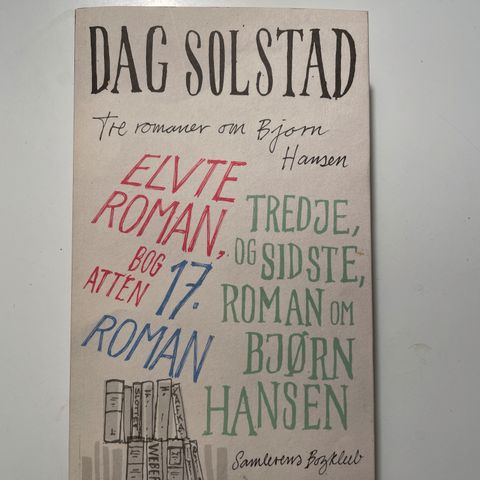 DAG SOLSTAD
Tre romaner om Bjørn
Hansen
ELVTE
ROMAN,
BOG
ATTEN
17.
ROMAN
TREDJE,
OG SIDSTE,
ROMAN OM
BJØRN
HANSEN
WEBER
Samlerens Bogklub